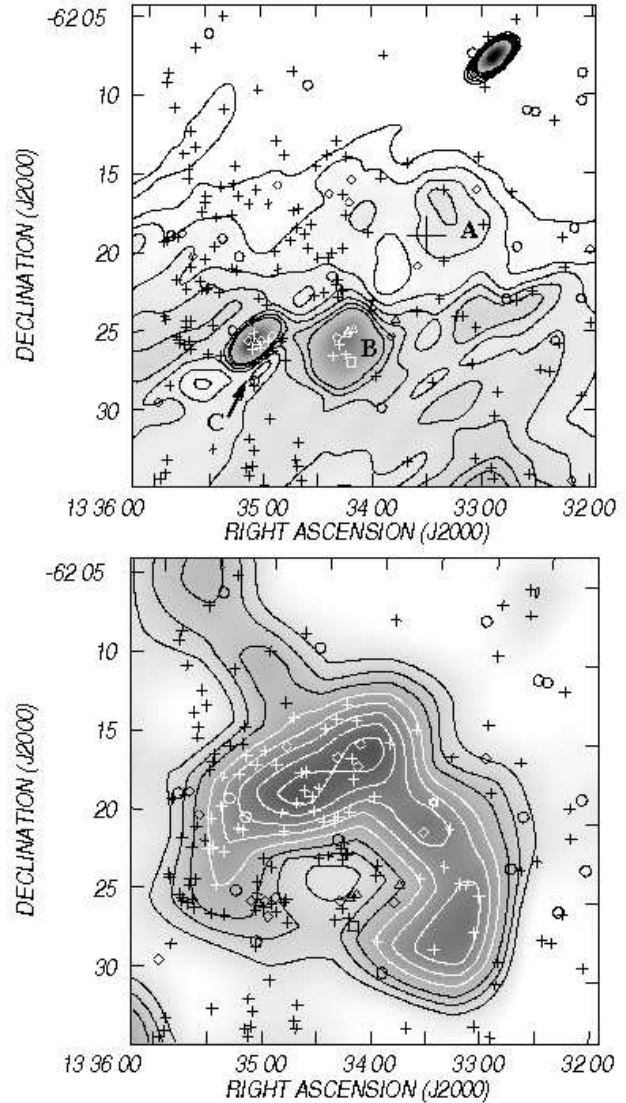 -62 05
10
15
20
25
30
DECLINATION (J2000)
A
B
C
13 36 00
35 00
34 00
33 00
32 00
RIGHT ASCENSION (J2000)
-62 05
10
15
20
25
30
DECLINATION (J2000)
13 36 00
35 00
34 00
33 00
32 00
RIGHT ASCENSION (J2000)